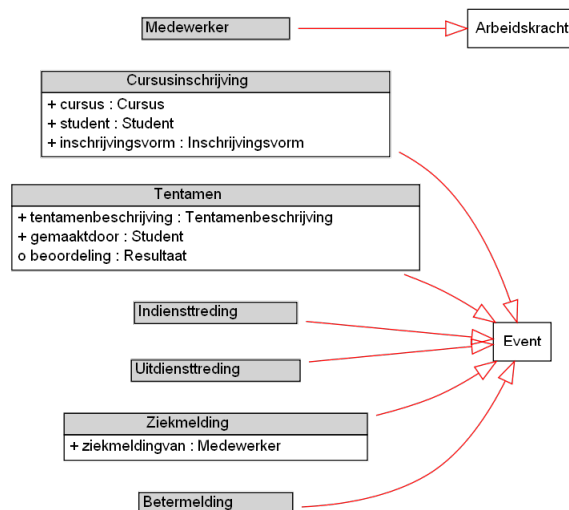 Medewerker
Arbeidskracht
Cursusinschrijving
+ cursus : Cursus
+ student : Student
+ inschrijvingsvorm : Inschrijvingsvorm
Tentamen
+ tentamenbeschrijving : Tentamenbeschrijving
+ gemaaktdoor : Student
o beoordeling : Resultaat
Indiensttreding
Event
Uitdiensttreding
Ziekmelding
+ ziekmeldingvan : Medewerker
Betermelding